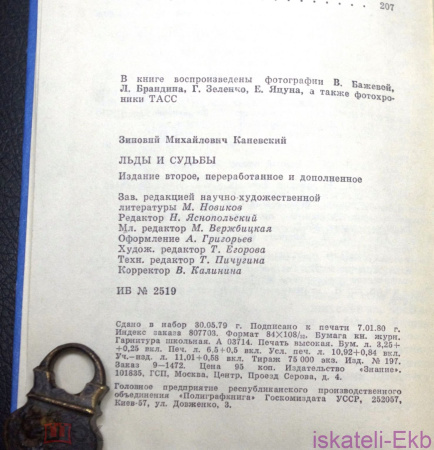 207
В книге воспроизведены фотографии В. Бажевой,
Л. Брандина, Г. Зеленко, Е. Яцуна, а также фотохро-
ники ТАСС
Зиновий Михайлович Каневский
ЛЬДЫ И СУДЬБЫ
Издание второе, переработанное и дополненное
Зав. редакцией научно-художественной
литературы М. Новиков
Редактор Н. Яснопольский
Мл. редактор М. Вержбицкая
Оформление А. Григорьев
Худож. редактор Т. Егорова
Техн. редактор Т. Пичугина
Корректор В. Калинина
ИБ № 2519
Сдано в набор 30.05.79 Подписано к печати 7.01.80 г.
Индекс заказа 807703. Формат 84×108/32. Бумага кн. журн.
Гарнитура школьная. А 03714. Печать высокая. Бум. л. 3,25+
+0,25 вкл. Печ. л. 6,5+0,5 вкл. Усл. печ. л. 10,92+0,84 вкл.
Уч.-изд. л. 11,01+0,58 вкл. Тираж 75 000 экз. Изд. № 197.
Заказ 9—1472. Цена 95 коп. Издательство «Знание».
101835, ГСП, Москва, Центр, Проезд Серова, д. 4.
Головное предприятие республиканского производственного
объединения «Полиграфкнига» Госкомиздата УССР, 252057,
Киев-57, ул. Довженко, 3.
iskateli-Ekb